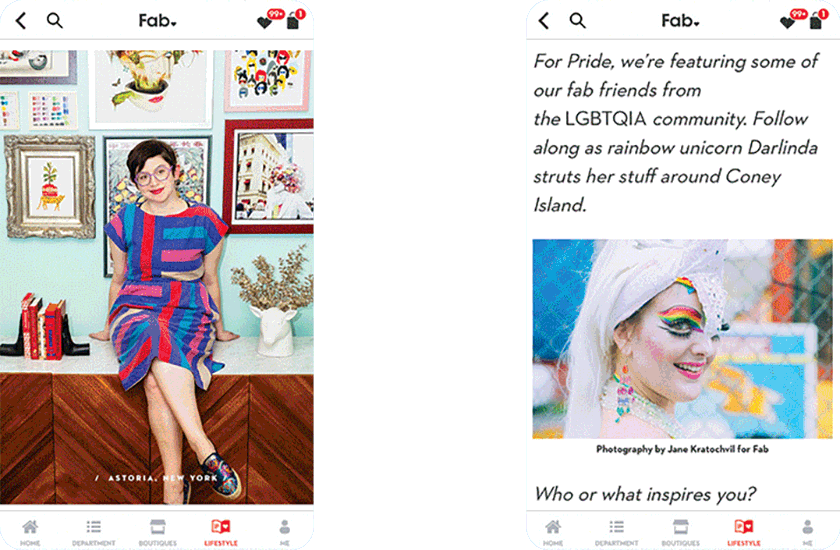 Fab
99+
1
/ ASTORIA, NEW YORK /
HOME
DEPARTMENT
BOUTIQUES
LIFESTYLE
ME
Fab
99+
1
For Pride, we’re featuring some of
our fab friends from
the LGBTQIA community. Follow
along as rainbow unicorn Darlinda
struts her stuff around Coney
Island.
Photography by Jane Kratochvil for Fab
Who or what inspires you?
HOME
DEPARTMENT
BOUTIQUES
LIFESTYLE
ME